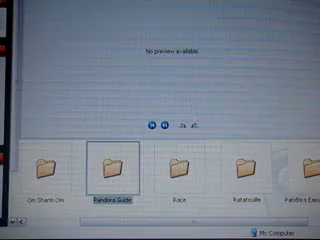 No preview available.
Om Shanti Om
Pandora Guide
Race
Ratatouille
Pandora Easy
My Computer